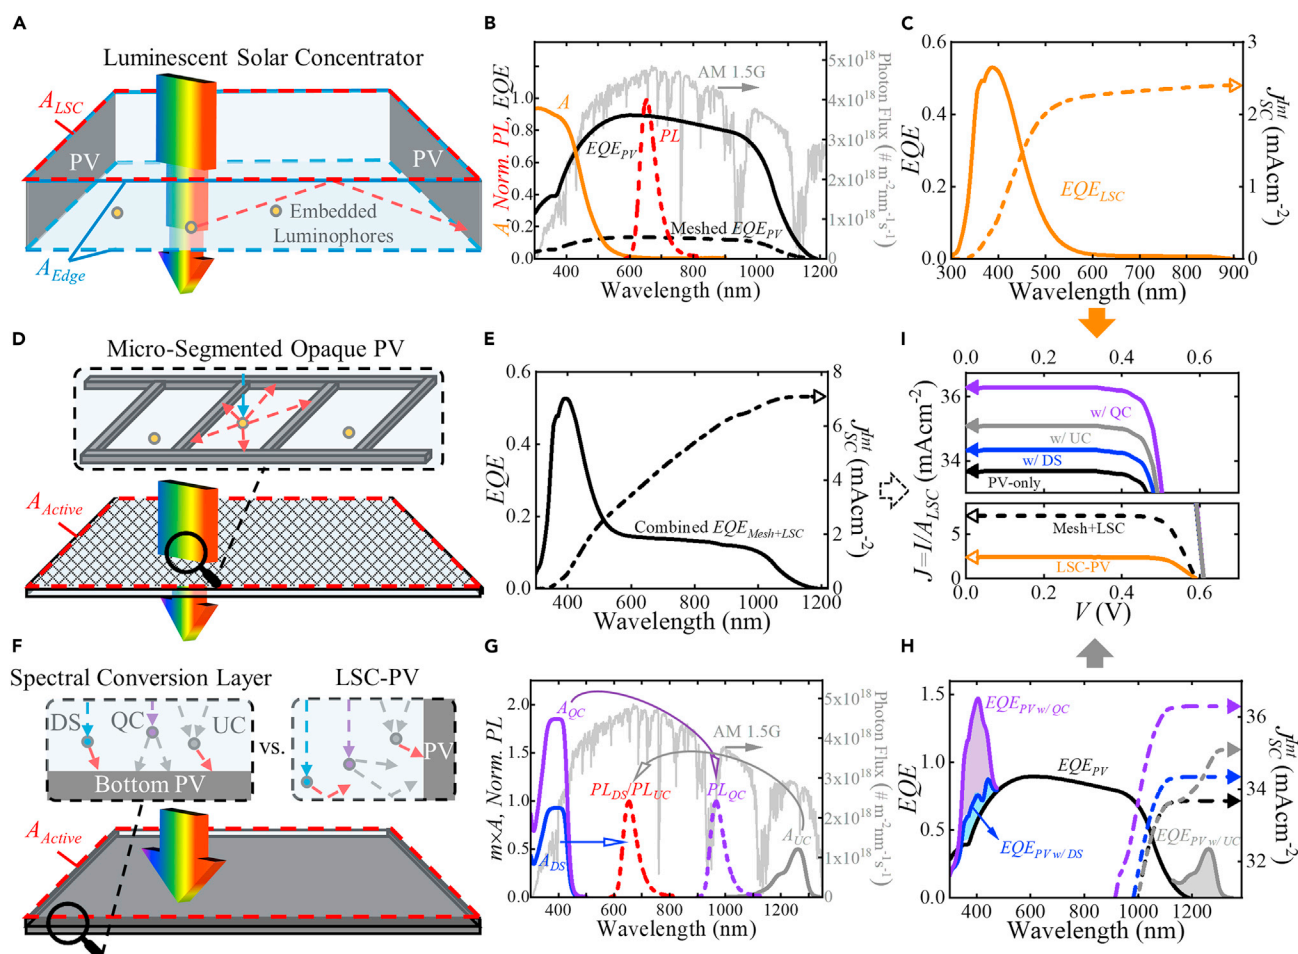 A
Luminescent Solar Concentrator
A_LSC
PV
PV
Embedded
Luminophores
A_Edge
B
A, Norm. PL, EQE
1.0
0.8
0.6
0.4
0.2
0.0
A
EQE_PV
PL
AM 1.5G
Meshed EQE_PV
5x10^18
4x10^18
3x10^18
2x10^18
1x10^18
0
Photon Flux
(# m^-2nm^-1s^-1)
400 600 800 1000 1200
Wavelength (nm)
C
EQE
0.6
0.4
0.2
0.0
EQE_LSC
3
2
1
0
J_SC^Int (mAcm^-2)
300 400 500 600 700 800 900
Wavelength (nm)
D
Micro-Segmented Opaque PV
A_Active
E
EQE
0.6
0.4
0.2
0.0
Combined EQE_Mesh+LSC
8
6
4
2
0
J_SC^Int (mAcm^-2)
400 600 800 1000 1200
Wavelength (nm)
I
0.0 0.2 0.4 0.6
36
34
w/ QC
w/ UC
w/ DS
PV-only
J=I/A_LSC (mAcm^-2)
5
0
Mesh+LSC
LSC-PV
0.0 0.2 0.4 0.6
V (V)
F
Spectral Conversion Layer
LSC-PV
DS
QC
UC
Bottom PV
vs.
PV
A_Active
G
m×A, Norm. PL
2.0
1.5
1.0
0.5
0.0
A_QC
AM 1.5G
PL_DS/PL_UC
PL_QC
A_DS
A_UC
5x10^18
4x10^18
3x10^18
2x10^18
1x10^18
0
Photon Flux
(# m^-2nm^-1s^-1)
400 600 800 1000 1200
Wavelength (nm)
H
EQE
1.5
1.0
0.5
0.0
EQE_PV w/ QC
EQE_PV
EQE_PV w/ DS
EQE_PV w/ UC
36
34
32
J_SC^Int (mAcm^-2)
400 600 800 1000 1200
Wavelength (nm)